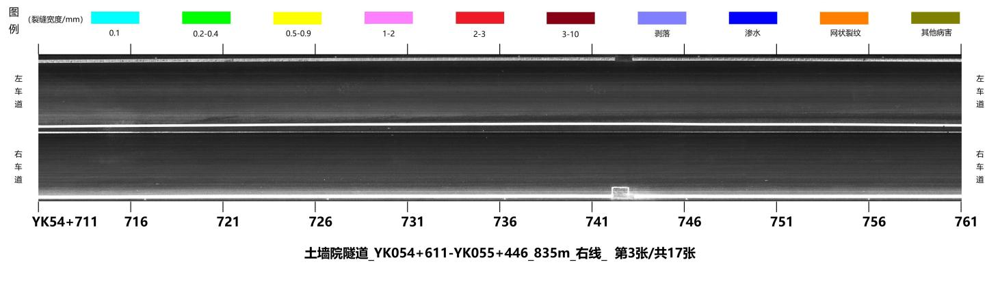 图例
(裂缝宽度/mm)
0.1 0.2-0.4 0.5-0.9 1-2 2-3 3-10 剥落 渗水 网状裂纹 其他病害
左车道
左车道
右车道
右车道
YK54+711 716 721 726 731 736 741 746 751 756 761
土墙院隧道_YK054+611-YK055+446_835m_右线_ 第3张/共17张